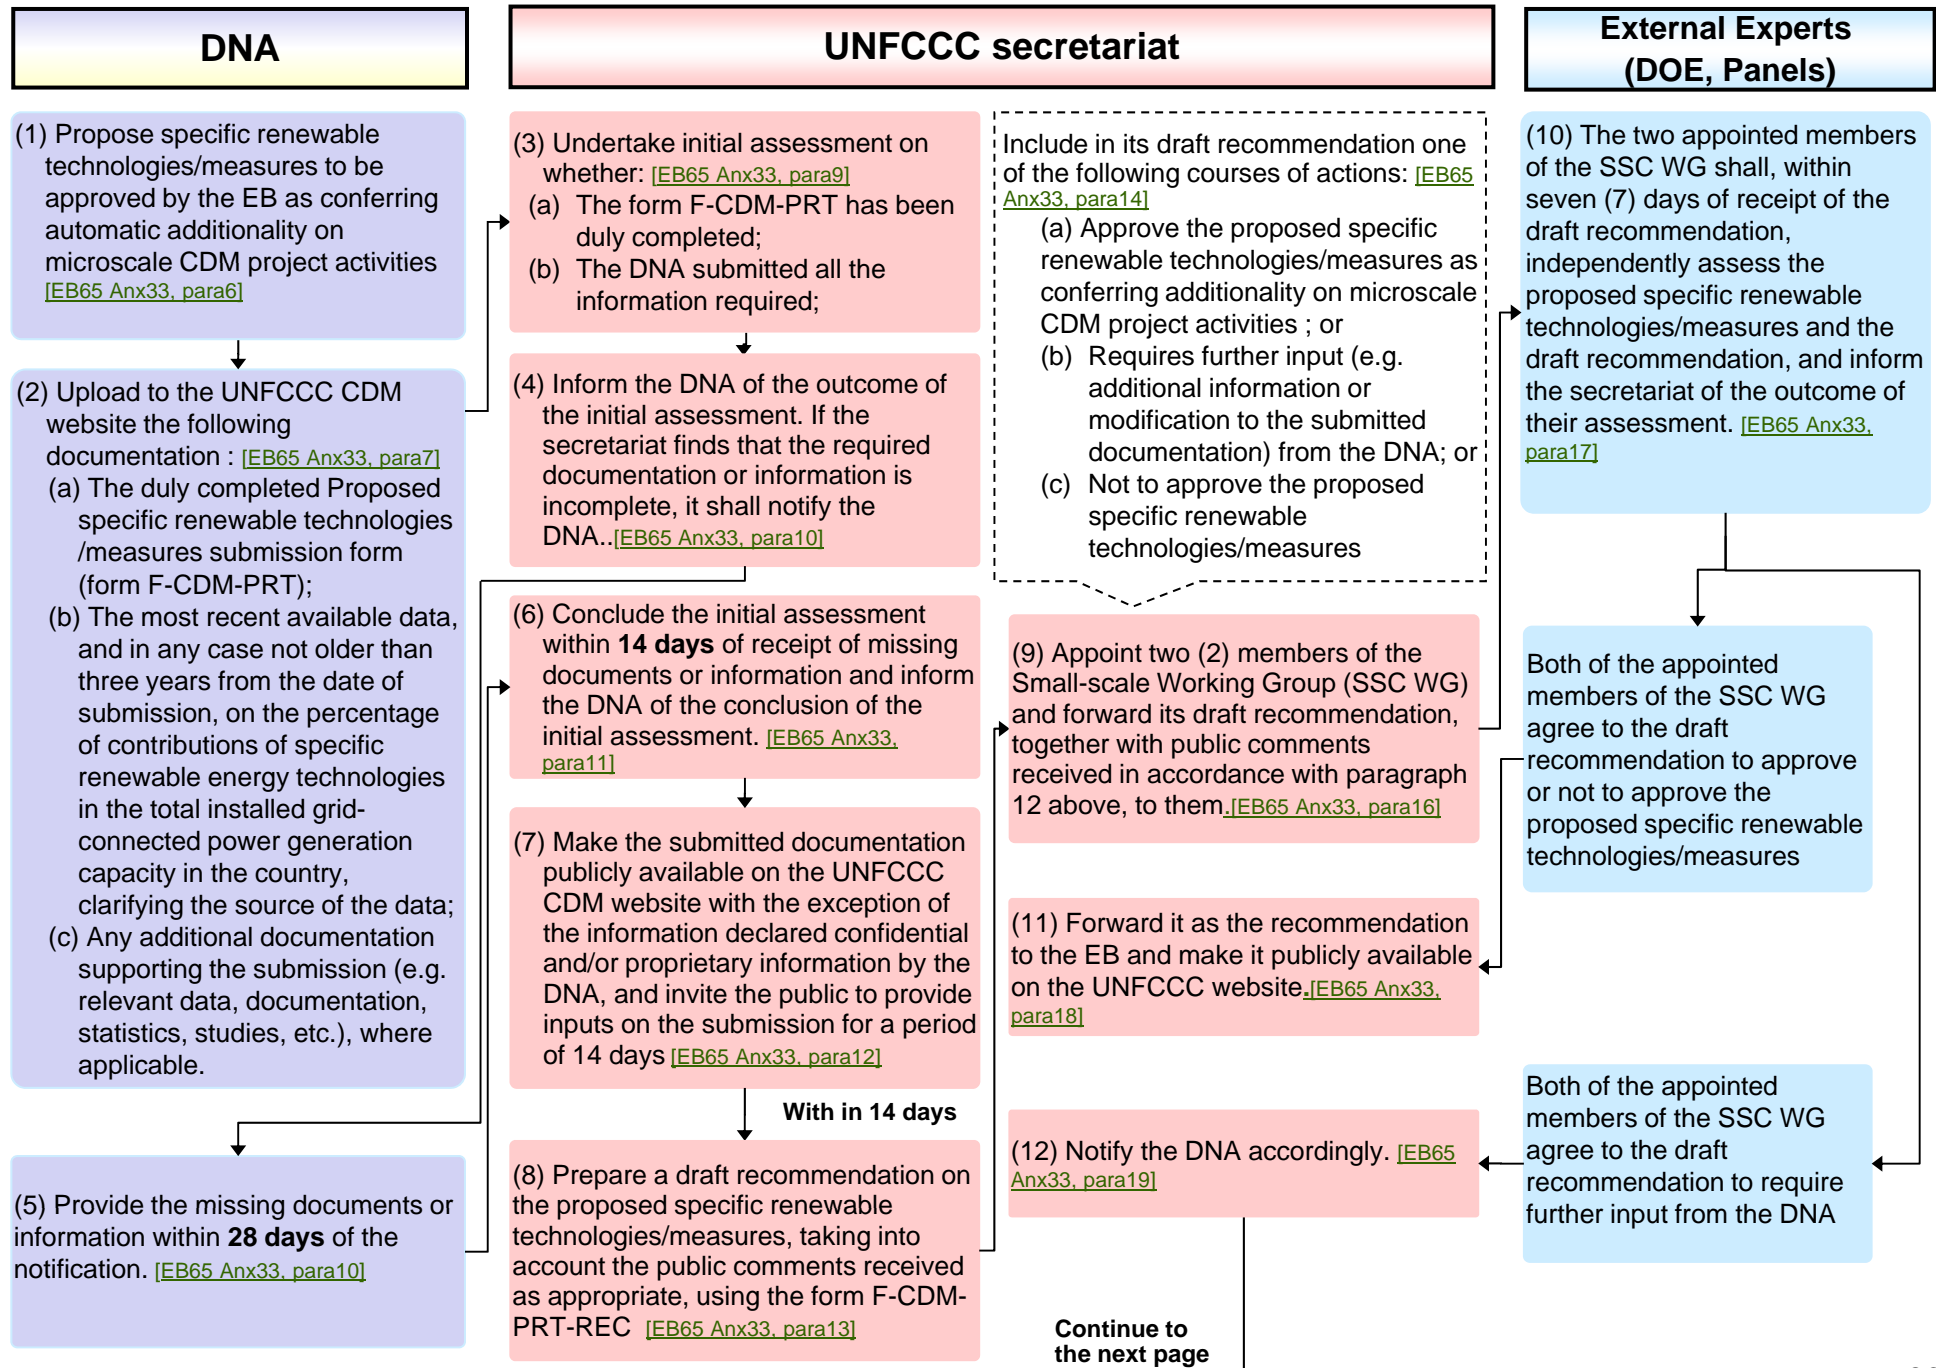 DNA
UNFCCC secretariat
External Experts
(DOE, Panels)
(1) Propose specific renewable
technologies/measures to be
approved by the EB as conferring
automatic additionality on
microscale CDM project activities
[EB65 Anx33, para6]
(2) Upload to the UNFCCC CDM
website the following
documentation : [EB65 Anx33, para7]
(a) The duly completed Proposed
specific renewable technologies
/measures submission form
(form F-CDM-PRT);
(b) The most recent available data,
and in any case not older than
three years from the date of
submission, on the percentage
of contributions of specific
renewable energy technologies
in the total installed grid-
connected power generation
capacity in the country,
clarifying the source of the data;
(c) Any additional documentation
supporting the submission (e.g.
relevant data, documentation,
statistics, studies, etc.), where
applicable.
(5) Provide the missing documents or
information within 28 days of the
notification. [EB65 Anx33, para10]
(3) Undertake initial assessment on
whether: [EB65 Anx33, para9]
(a) The form F-CDM-PRT has been
duly completed;
(b) The DNA submitted all the
information required;
(4) Inform the DNA of the outcome of
the initial assessment. If the
secretariat finds that the required
documentation or information is
incomplete, it shall notify the
DNA..[EB65 Anx33, para10]
(6) Conclude the initial assessment
within 14 days of receipt of missing
documents or information and inform
the DNA of the conclusion of the
initial assessment. [EB65 Anx33,
para11]
(7) Make the submitted documentation
publicly available on the UNFCCC
CDM website with the exception of
the information declared confidential
and/or proprietary information by the
DNA, and invite the public to provide
inputs on the submission for a period
of 14 days [EB65 Anx33, para12]
With in 14 days
(8) Prepare a draft recommendation on
the proposed specific renewable
technologies/measures, taking into
account the public comments received
as appropriate, using the form F-CDM-
PRT-REC [EB65 Anx33, para13]
Include in its draft recommendation one
of the following courses of actions: [EB65
Anx33, para14]
(a) Approve the proposed specific
renewable technologies/measures as
conferring additionality on microscale
CDM project activities ; or
(b) Requires further input (e.g.
additional information or
modification to the submitted
documentation) from the DNA; or
(c) Not to approve the proposed
specific renewable
technologies/measures
(9) Appoint two (2) members of the
Small-scale Working Group (SSC WG)
and forward its draft recommendation,
together with public comments
received in accordance with paragraph
12 above, to them.[EB65 Anx33, para16]
(11) Forward it as the recommendation
to the EB and make it publicly available
on the UNFCCC website.[EB65 Anx33,
para18]
(12) Notify the DNA accordingly. [EB65
Anx33, para19]
Continue to
the next page
(10) The two appointed members
of the SSC WG shall, within
seven (7) days of receipt of the
draft recommendation,
independently assess the
proposed specific renewable
technologies/measures and the
draft recommendation, and inform
the secretariat of the outcome of
their assessment. [EB65 Anx33,
para17]
Both of the appointed
members of the SSC WG
agree to the draft
recommendation to approve
or not to approve the
proposed specific renewable
technologies/measures
Both of the appointed
members of the SSC WG
agree to the draft
recommendation to require
further input from the DNA